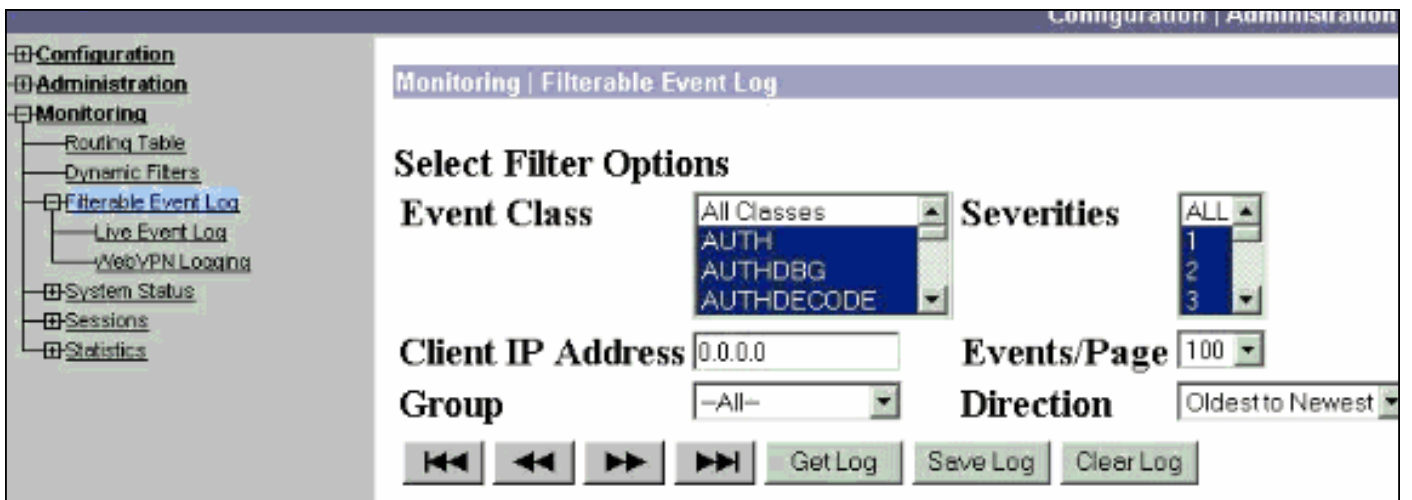 Configuration | Administration
Configuration
Administration
Monitoring
Routing Table
Dynamic Filters
Filterable Event Log
Live Event Log
WebVPN Logging
System Status
Sessions
Statistics
Monitoring | Filterable Event Log
Select Filter Options
Event Class
All Classes
AUTH
AUTHDBG
AUTHDECODE
Severities
ALL
1
2
3
Client IP Address 0.0.0.0
Events/Page 100
Group --All--
Direction Oldest to Newest
Get Log Save Log Clear Log